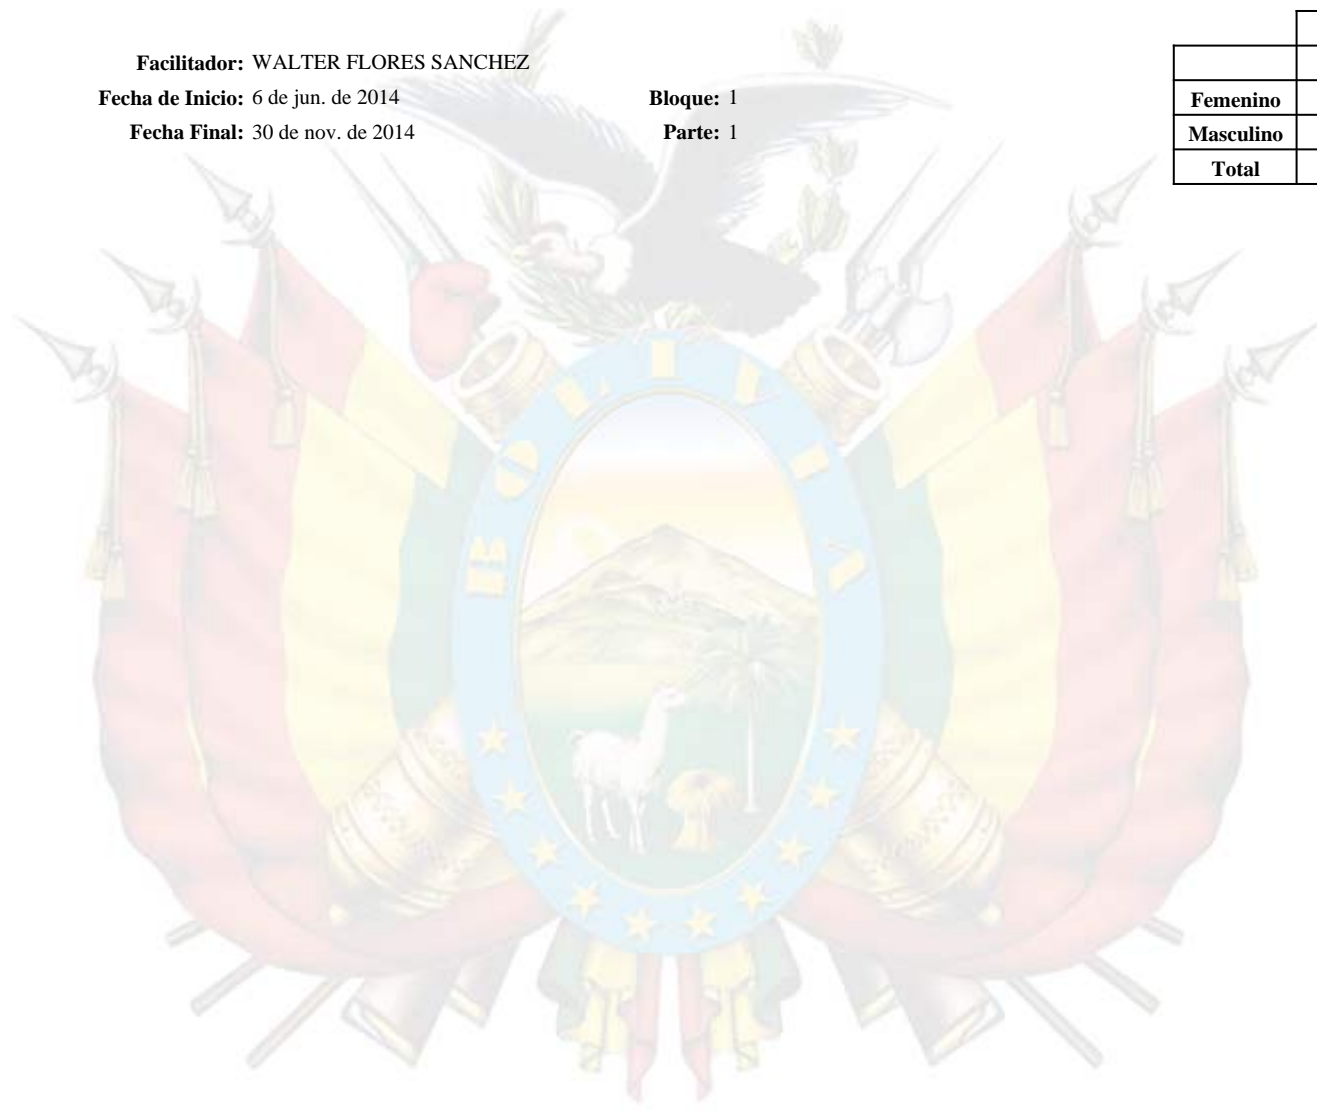 Facilitador: WALTER FLORES SANCHEZ
Fecha de Inicio: 6 de jun. de 2014 Bloque: 1
Fecha Final: 30 de nov. de 2014 Parte: 1
Femenino
Masculino
Total
BOLIVIA